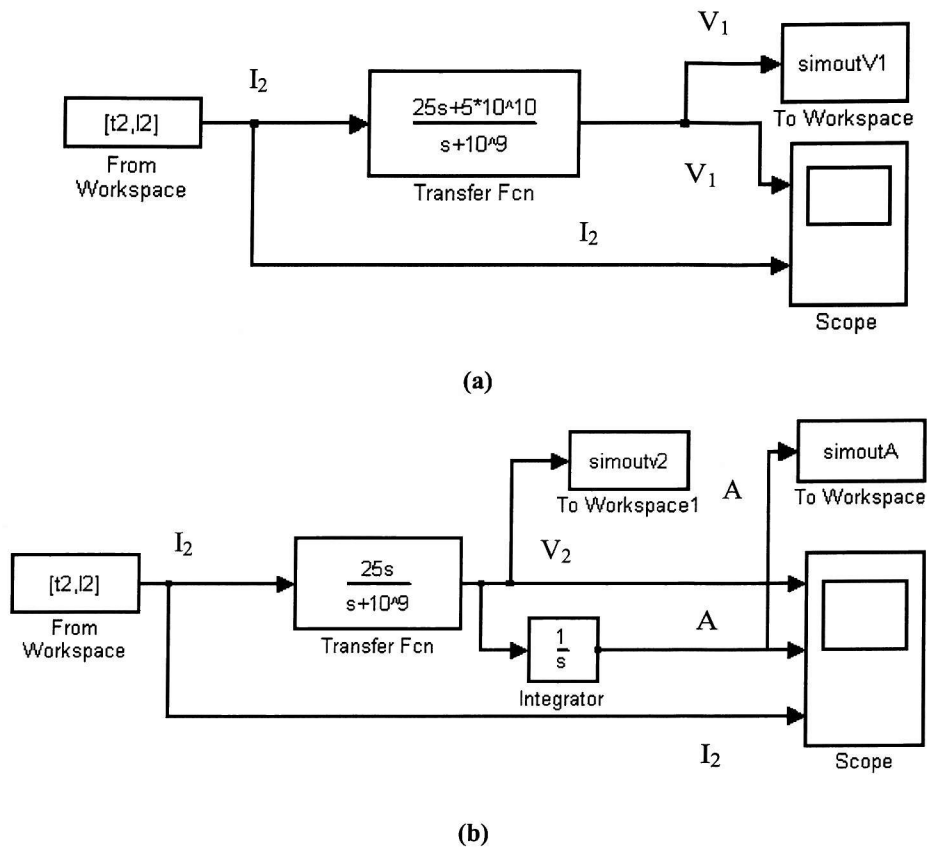 V₁
I₂
simoutV1
[t2,I2]
25s+5*10^10
s+10^9
To Workspace
From
Workspace
Transfer Fcn
V₁
I₂
Scope
(a)
simoutv2
simoutA
To Workspace1
A
To Workspace
I₂
V₂
[t2,I2]
25s
s+10^9
From
Workspace
Transfer Fcn
A
1
s
Integrator
I₂
Scope
(b)